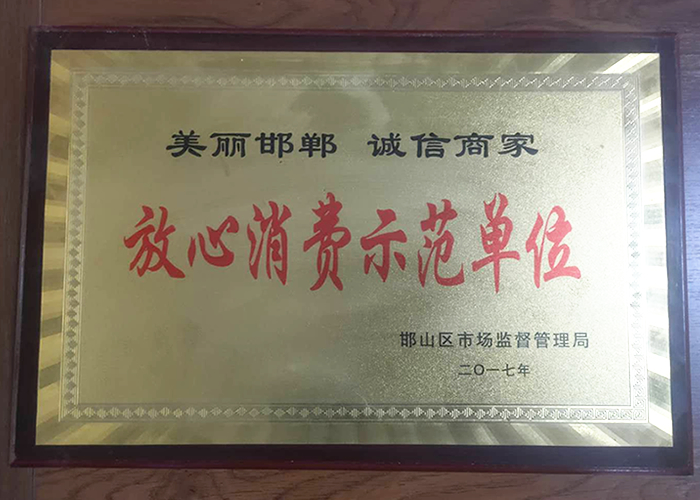 美丽邯郸 诚信商家
放心消费示范单位
邯山区市场监督管理局
二〇一七年